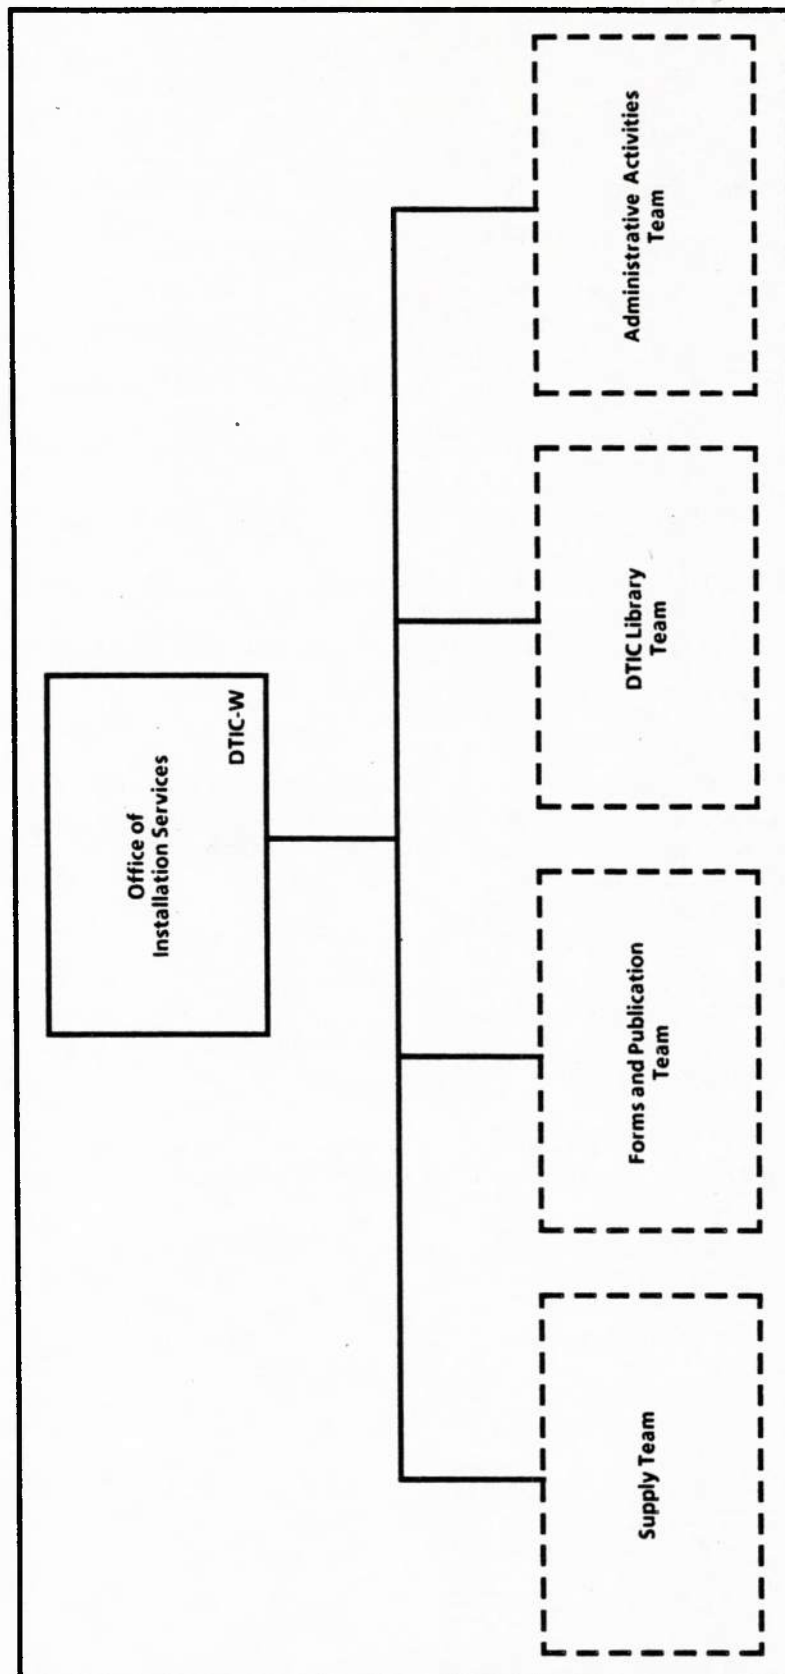 Office of
Installation Services
DTIC-W
Supply Team
Forms and Publication
Team
DTIC Library
Team
Administrative Activities
Team